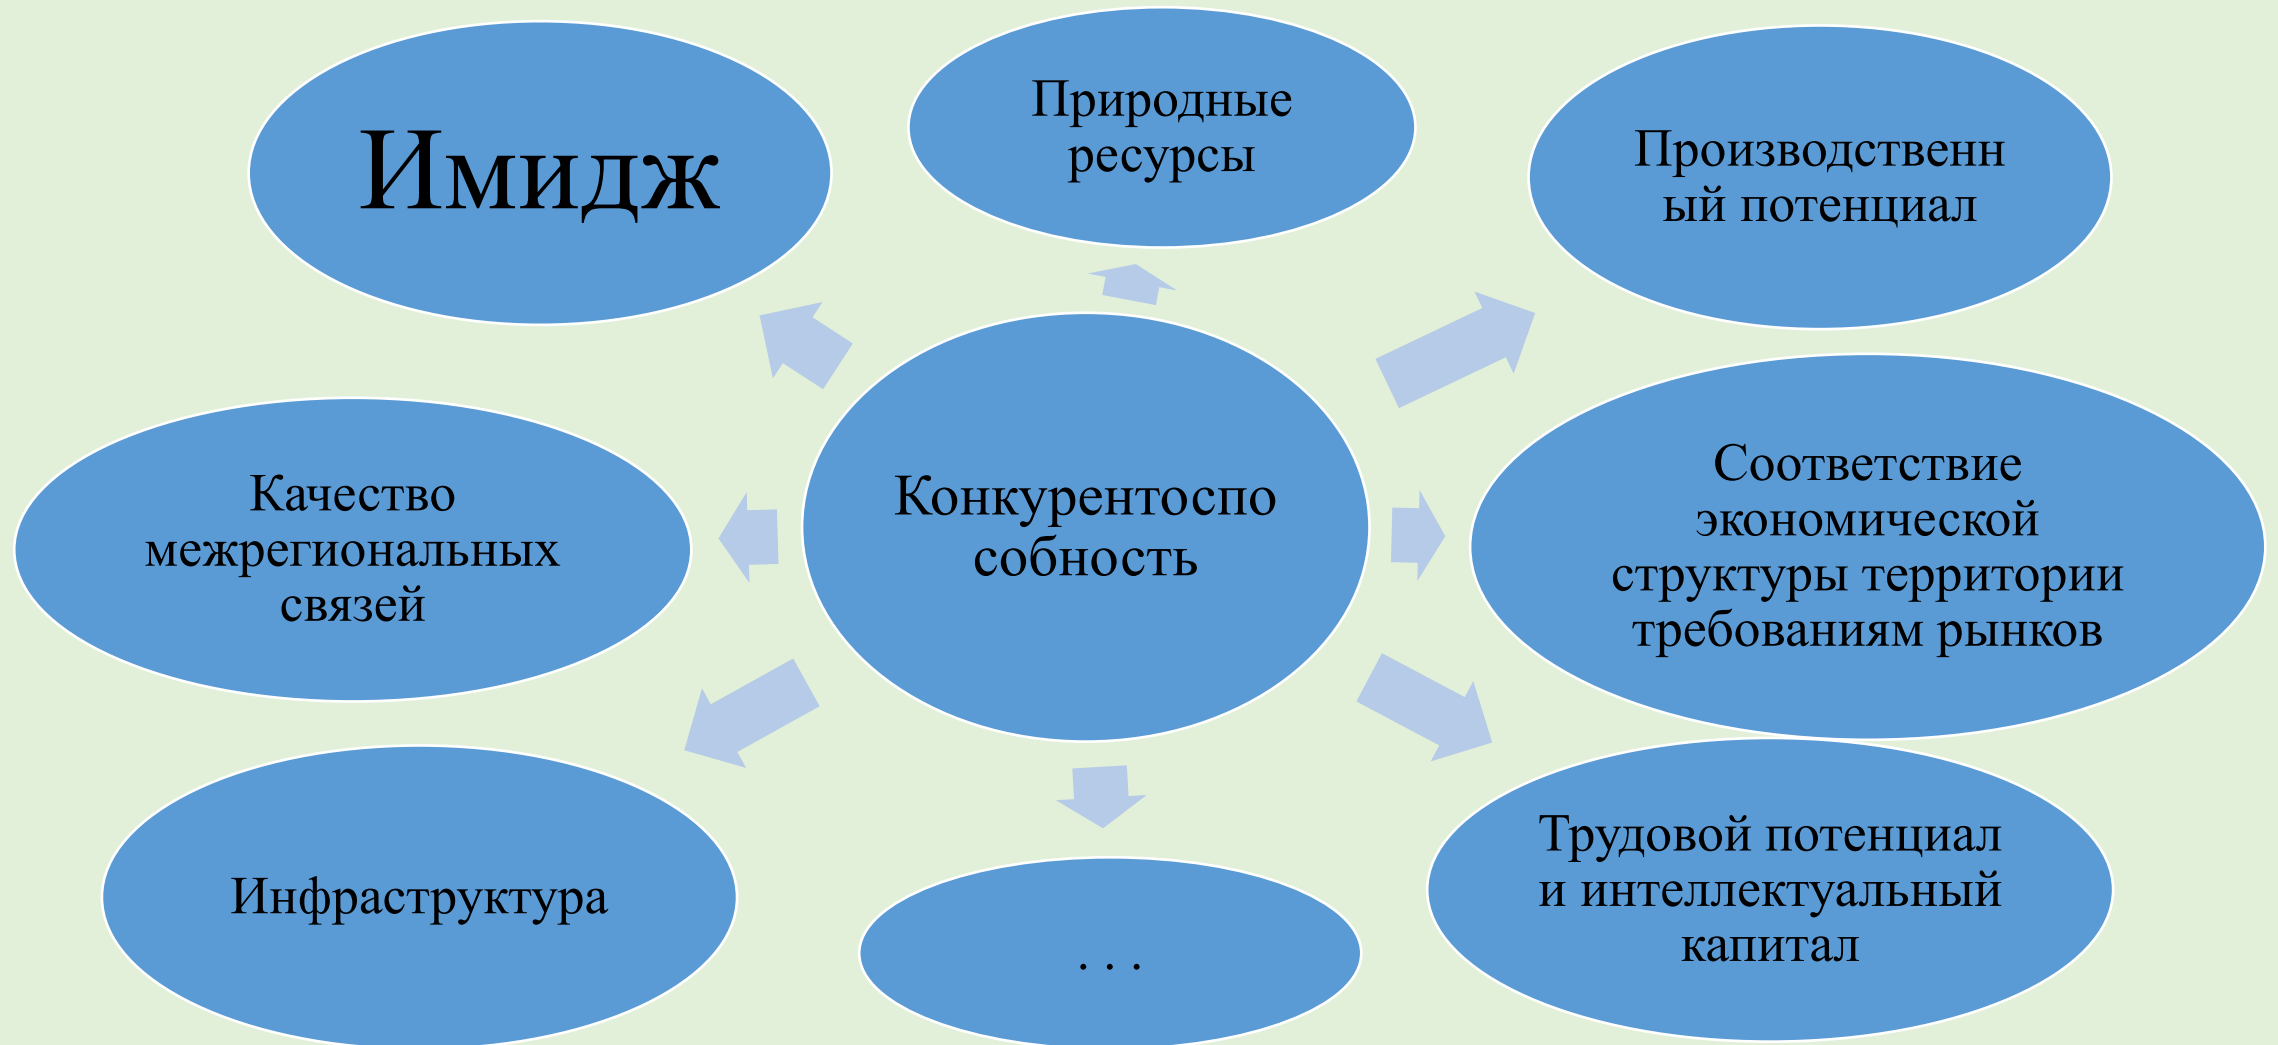 Имидж
Природные
ресурсы
Производственн
ый потенциал
Конкурентоспо
собность
Качество
межрегиональных
связей
Соответствие
экономической
структуры территории
требованиям рынков
Инфраструктура
. . .
Трудовой потенциал
и интеллектуальный
капитал